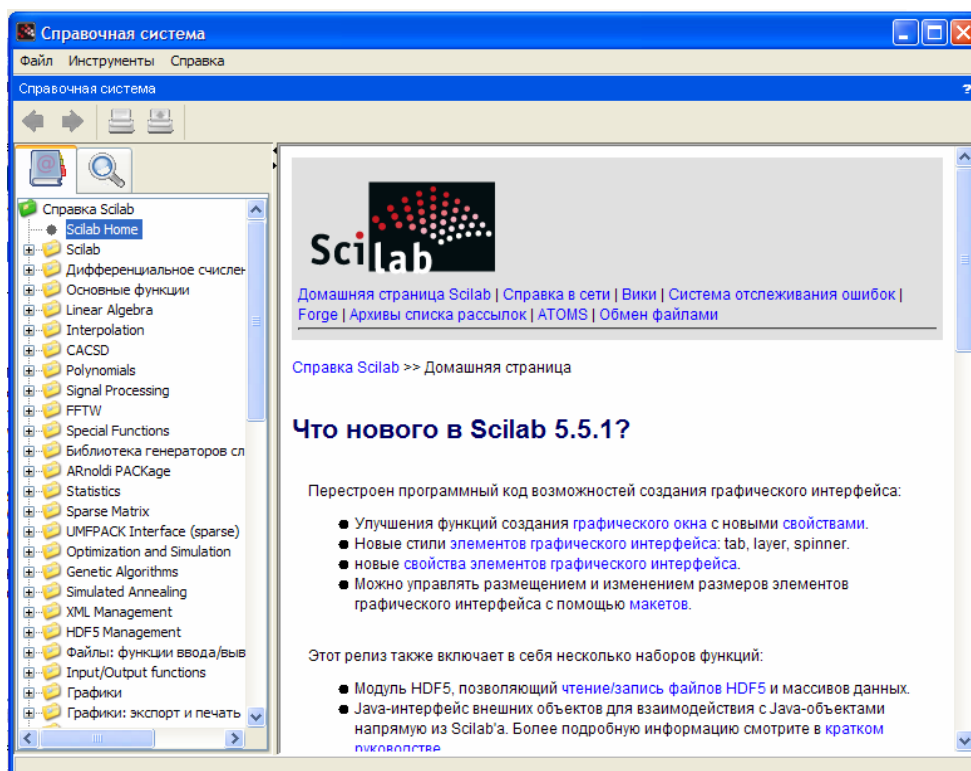 Справочная система
Файл Инструменты Справка
Справочная система ?
Справка Scilab
Scilab Home
Scilab
Дифференциальное счислен
Основные функции
Linear Algebra
Interpolation
CACSD
Polynomials
Signal Processing
FFTW
Special Functions
Библиотека генераторов сл
ARnoldi PACKage
Statistics
Sparse Matrix
UMFPACK Interface (sparse)
Optimization and Simulation
Genetic Algorithms
Simulated Annealing
XML Management
HDF5 Management
Файлы: функции ввода/выв
Input/Output functions
Графики
Графики: экспорт и печать
Scilab
Домашняя страница Scilab | Справка в сети | Вики | Система отслеживания ошибок |
Forge | Архивы списка рассылок | ATOMS | Обмен файлами
Справка Scilab >> Домашняя страница
Что нового в Scilab 5.5.1?
Перестроен программный код возможностей создания графического интерфейса:
Улучшения функций создания графического окна с новыми свойствами.
Новые стили элементов графического интерфейса: tab, layer, spinner.
новые свойства элементов графического интерфейса.
Можно управлять размещением и изменением размеров элементов
графического интерфейса с помощью макетов.
Этот релиз также включает в себя несколько наборов функций:
Модуль HDF5, позволяющий чтение/запись файлов HDF5 и массивов данных.
Java-интерфейс внешних объектов для взаимодействия с Java-объектами
напрямую из Scilab'а. Более подробную информацию смотрите в кратком
руководстве